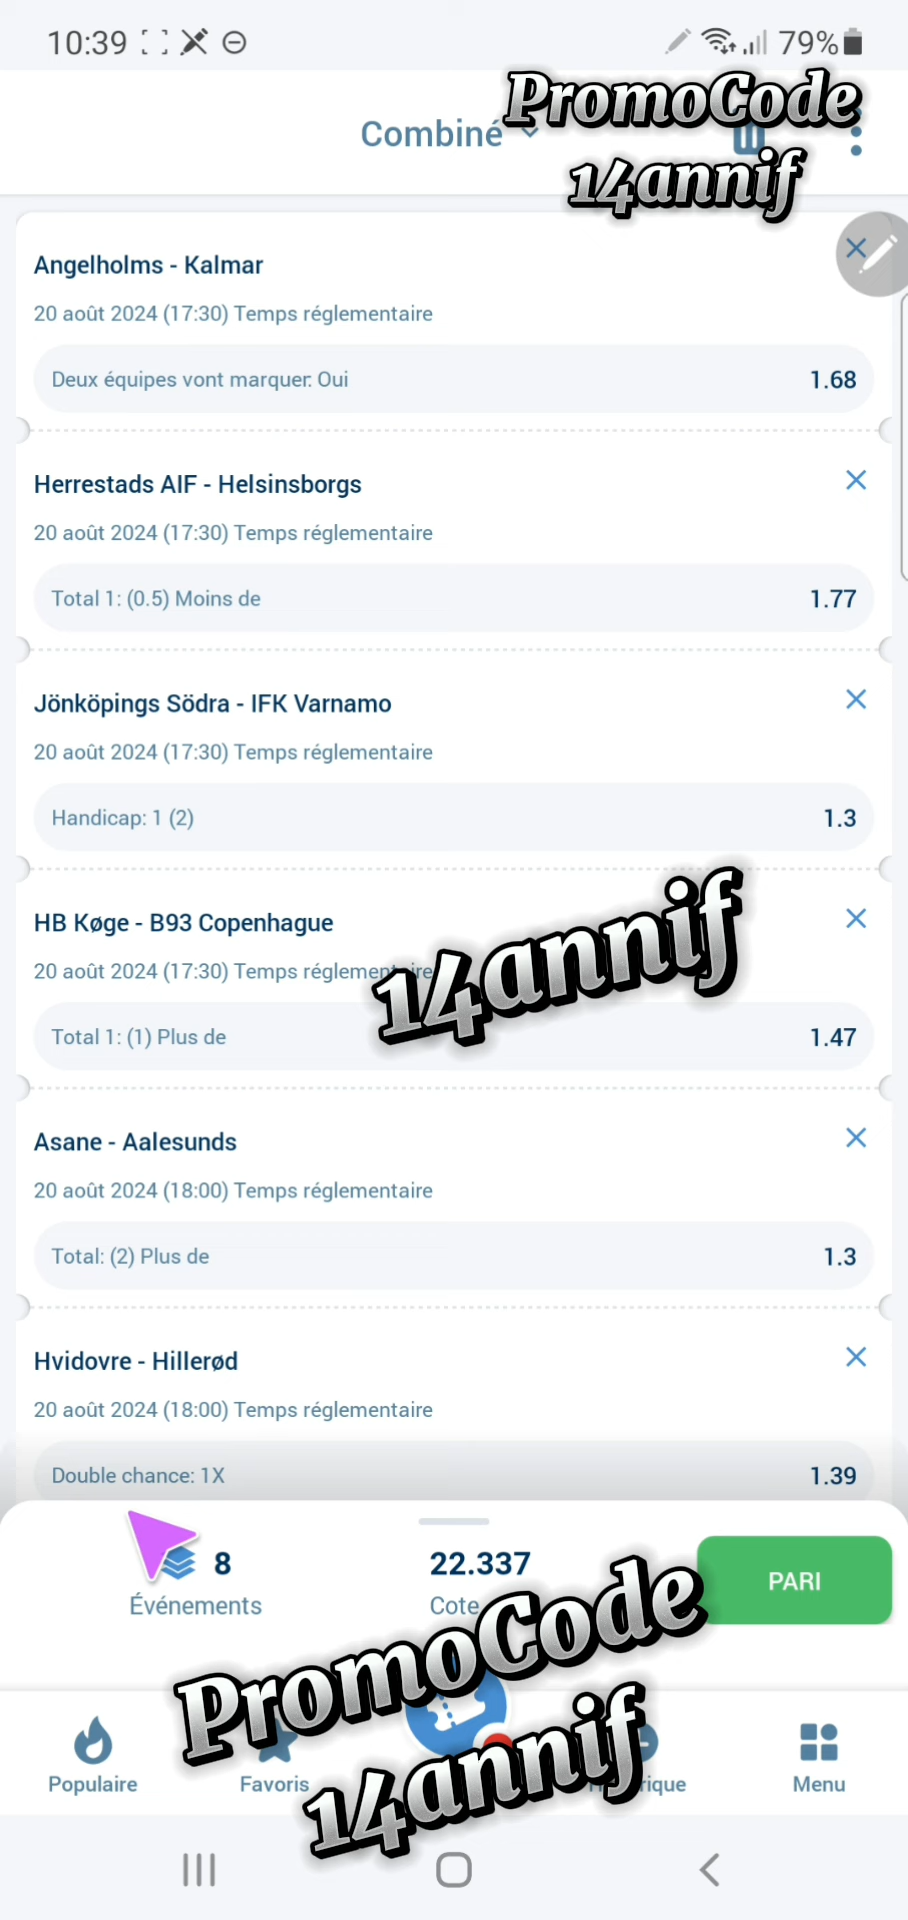 10:39
79%
Combiné
PromoCode
14annif
Angelholms - Kalmar
20 août 2024 (17:30) Temps réglementaire
Deux équipes vont marquer: Oui
1.68
Herrestads AIF - Helsinsborgs
20 août 2024 (17:30) Temps réglementaire
Total 1: (0.5) Moins de
1.77
Jönköpings Södra - IFK Varnamo
20 août 2024 (17:30) Temps réglementaire
Handicap: 1 (2)
1.3
HB Køge - B93 Copenhague
20 août 2024 (17:30) Temps réglementaire
14annif
Total 1: (1) Plus de
1.47
Asane - Aalesunds
20 août 2024 (18:00) Temps réglementaire
Total: (2) Plus de
1.3
Hvidovre - Hillerød
20 août 2024 (18:00) Temps réglementaire
Double chance: 1X
1.39
8
Événements
22.337
Cote
PARI
PromoCode
14annif
Populaire
Favoris
Menu